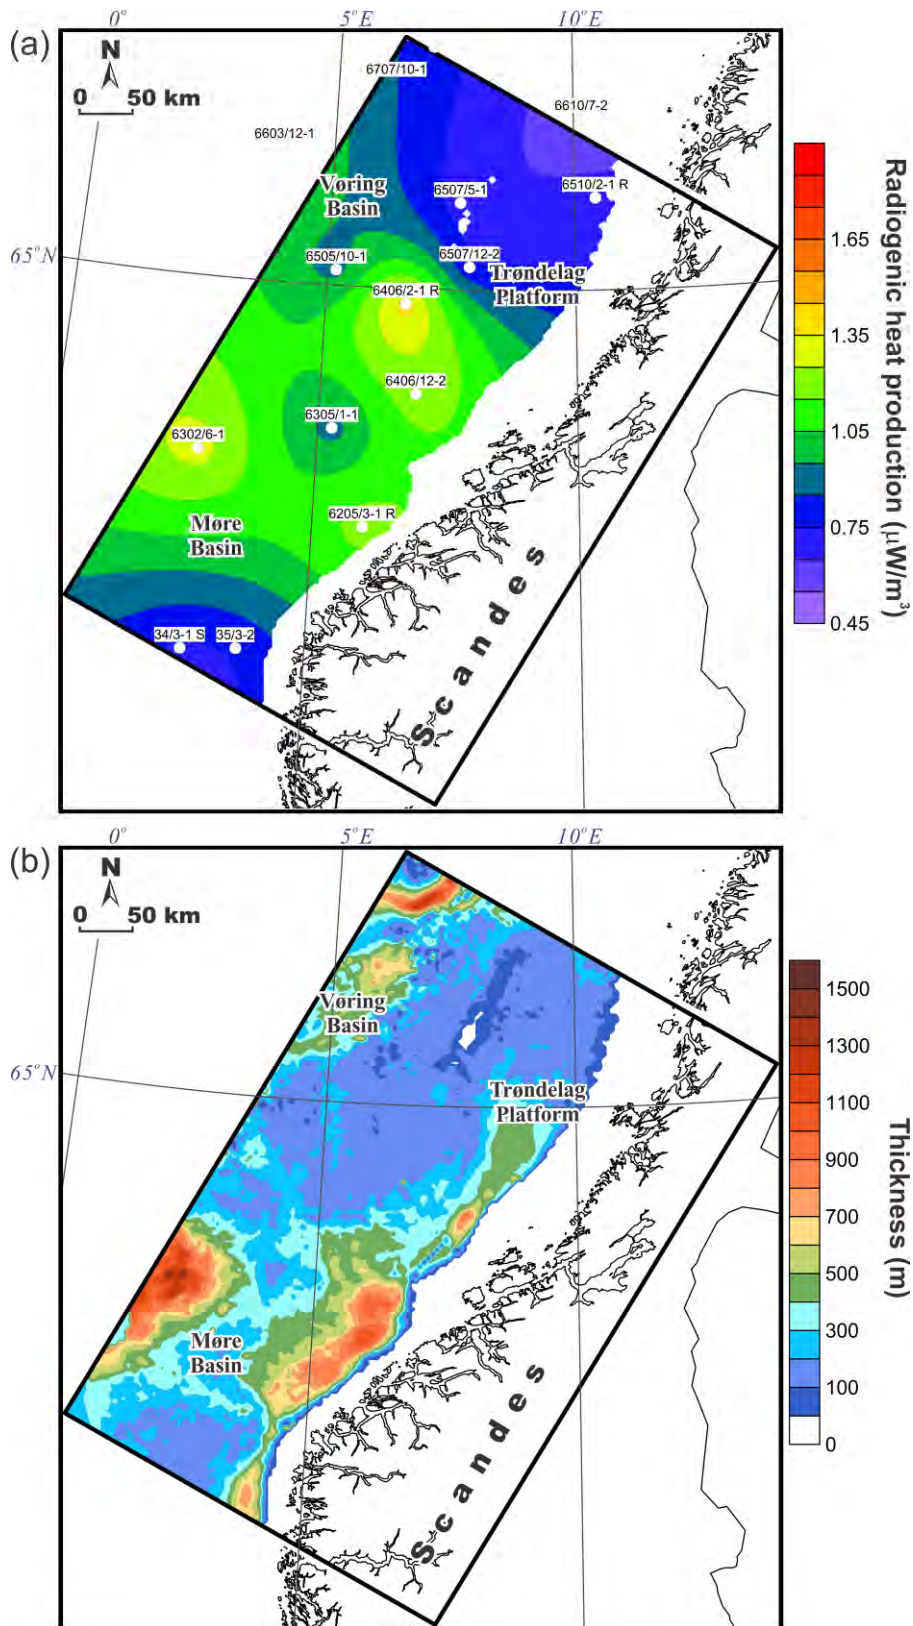 (a)
0° 5°E 10°E
N
0 50 km
6707/10-1
6610/7-2
6603/12-1
Vøring
Basin
6507/5-1
6510/2-1 R
65°N
6505/10-1
6507/12-2
Trøndelag
Platform
6406/2-1 R
6406/12-2
6305/1-1
6302/6-1
6205/3-1 R
Møre
Basin
34/3-1 S
35/3-2
Scandes
1.65
1.35
1.05
0.75
0.45
Radiogenic heat production (μW/m³)
(b)
0° 5°E 10°E
N
0 50 km
Vøring
Basin
65°N
Trøndelag
Platform
Møre
Basin
Scandes
1500
1300
1100
900
700
500
300
100
0
Thickness (m)